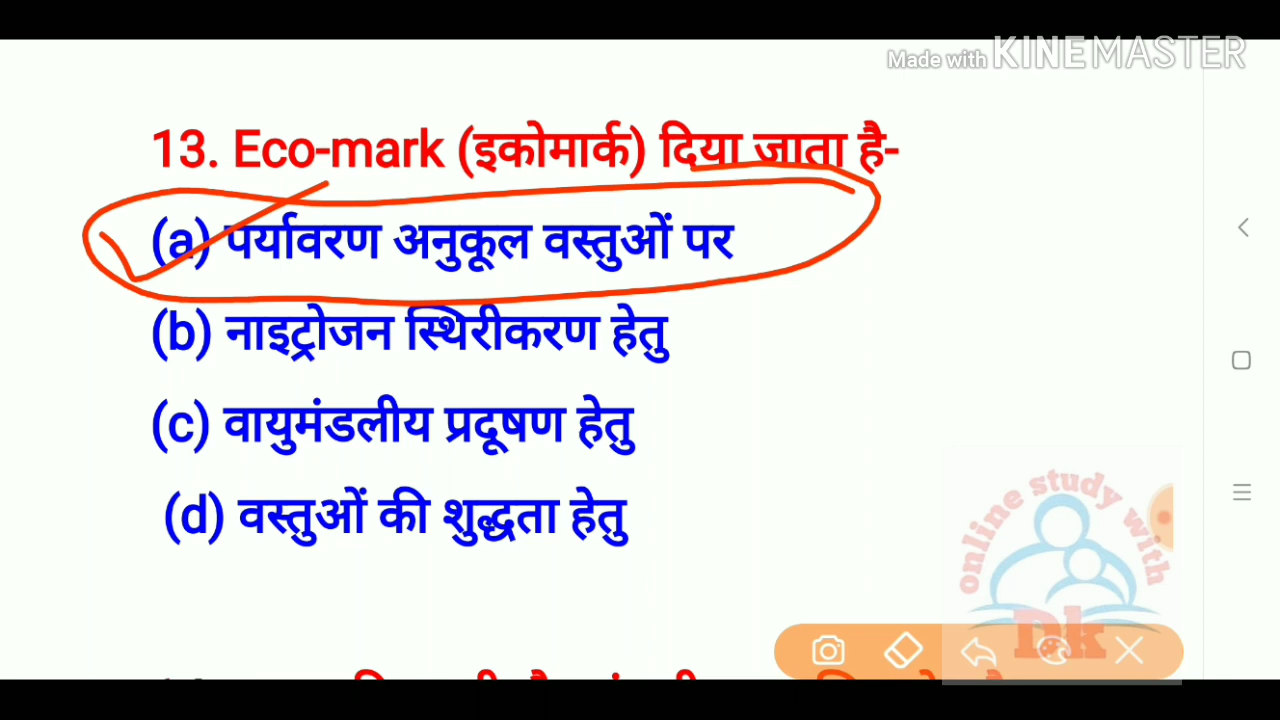 Made with KINEMASTER
13. Eco-mark (इकोमार्क) दिया जाता है-
(a) पर्यावरण अनुकूल वस्तुओं पर
(b) नाइट्रोजन स्थिरीकरण हेतु
(c) वायुमंडलीय प्रदूषण हेतु
(d) वस्तुओं की शुद्धता हेतु
online study with
Dk